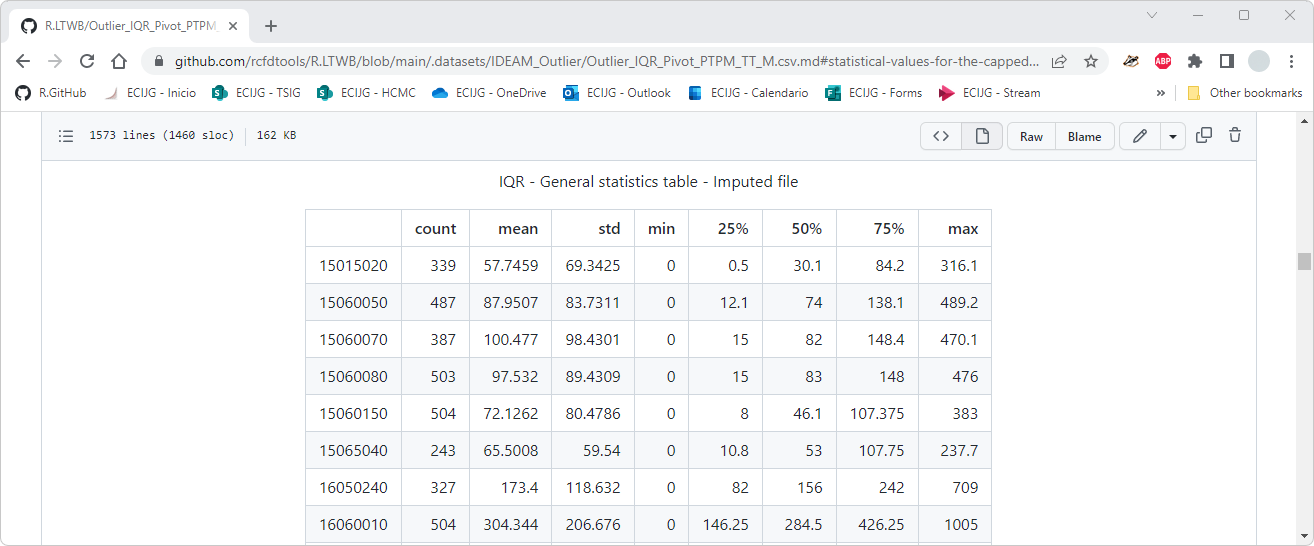 R.LTWB/Outlier_IQR_Pivot_PTPM_
github.com/rcfdtools/R.LTWB/blob/main/.datasets/IDEAM_Outlier/Outlier_IQR_Pivot_PTPM_TT_M.csv.md#statistical-values-for-the-capped...
ABP
R.GitHub ECIJG - Inicio ECIJG - TSIG ECIJG - HCMC ECIJG - OneDrive ECIJG - Outlook ECIJG - Calendario ECIJG - Forms ECIJG - Stream » Other bookmarks
1573 lines (1460 sloc) 162 KB <> Raw Blame
IQR - General statistics table - Imputed file
count mean std min 25% 50% 75% max
15015020 339 57.7459 69.3425 0 0.5 30.1 84.2 316.1
15060050 487 87.9507 83.7311 0 12.1 74 138.1 489.2
15060070 387 100.477 98.4301 0 15 82 148.4 470.1
15060080 503 97.532 89.4309 0 15 83 148 476
15060150 504 72.1262 80.4786 0 8 46.1 107.375 383
15065040 243 65.5008 59.54 0 10.8 53 107.75 237.7
16050240 327 173.4 118.632 0 82 156 242 709
16060010 504 304.344 206.676 0 146.25 284.5 426.25 1005